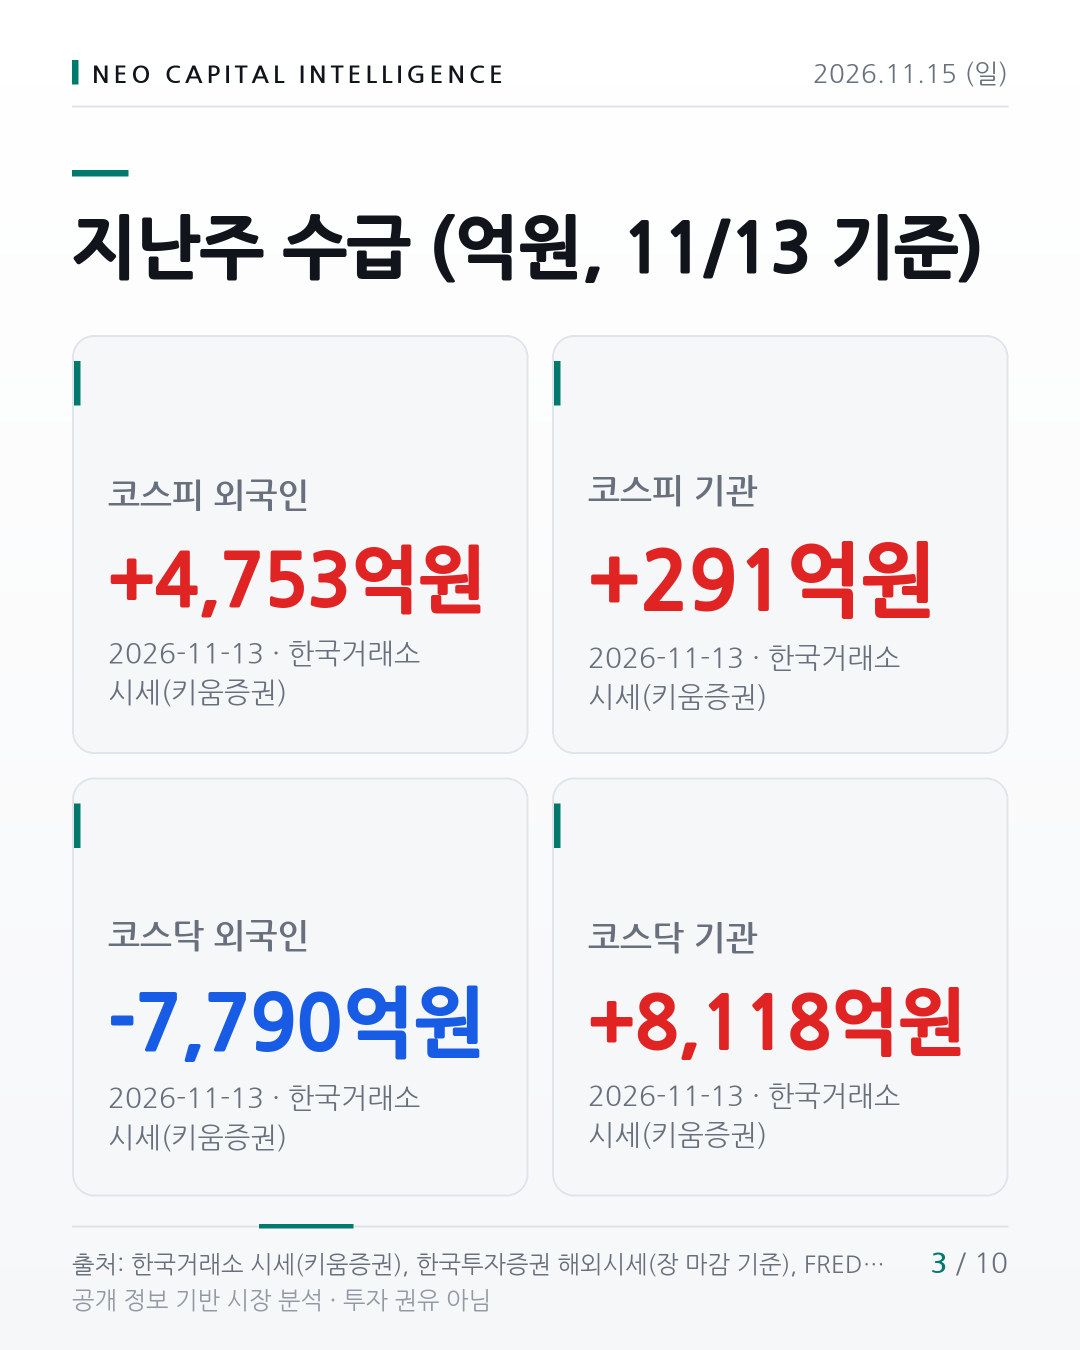 NEO CAPITAL INTELLIGENCE
2026.11.15 (일)
지난주 수급 (억원, 11/13 기준)
코스피 외국인
+4,753억원
2026-11-13 · 한국거래소
시세(키움증권)
코스피 기관
+291억원
2026-11-13 · 한국거래소
시세(키움증권)
코스닥 외국인
-7,790억원
2026-11-13 · 한국거래소
시세(키움증권)
코스닥 기관
+8,118억원
2026-11-13 · 한국거래소
시세(키움증권)
출처: 한국거래소 시세(키움증권), 한국투자증권 해외시세(장 마감 기준), FRED…
3 / 10
공개 정보 기반 시장 분석 · 투자 권유 아님